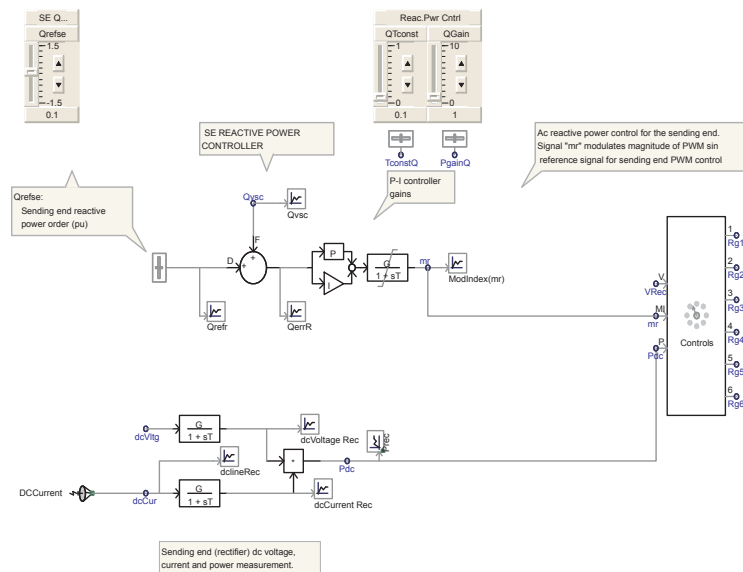 SE Q...
Qrefse
1.5
-1.5
0.1
Reac.Pwr Cntrl
QTconst
QGain
1
10
0
0
0.1
1
TconstQ
PgainQ
SE REACTIVE POWER
CONTROLLER
Ac reactive power control for the sending end.
Signal "mr" modulates magnitude of PWM sin
reference signal for sending end PWM control
P-I controller
gains
Qrefse:
Sending end reactive
power order (pu)
Qvsc
Qvsc
F
D
+
+
P
I
G
1 + sT
mr
ModIndex(mr)
Qrefr
QerrR
V
VRec
MI
mr
P
Pdc
Controls
1
Rg1
2
Rg2
3
Rg3
4
Rg4
5
Rg5
6
Rg6
dcVltg
G
1 + sT
dcVoltage Rec
dclineRec
*
Pdc
Prec
DCCurrent
dcCur
G
1 + sT
dcCurrent Rec
Sending end (rectifier) dc voltage,
current and power measurement.